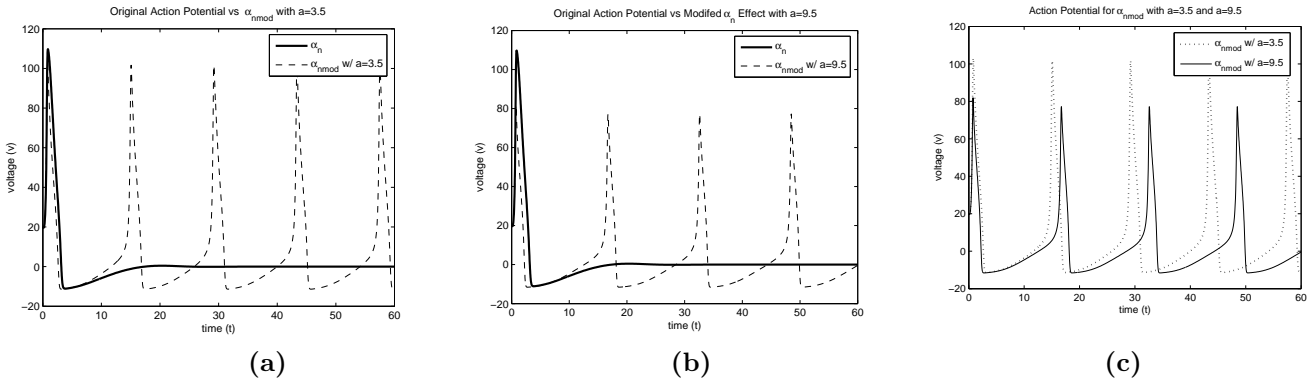 Original Action Potential vs α_nmod with a=3.5
120
100
80
60
40
20
0
−20
voltage (v)
0 10 20 30 40 50 60
time (t)
α_n
α_nmod w/ a=3.5
(a)
Original Action Potential vs Modifed α_n Effect with a=9.5
120
100
80
60
40
20
0
−20
voltage (v)
0 10 20 30 40 50 60
time (t)
α_n
α_nmod w/ a=9.5
(b)
Action Potential for α_nmod with a=3.5 and a=9.5
120
100
80
60
40
20
0
−20
voltage (v)
0 10 20 30 40 50 60
time (t)
α_nmod w/ a=3.5
α_nmod w/ a=9.5
(c)